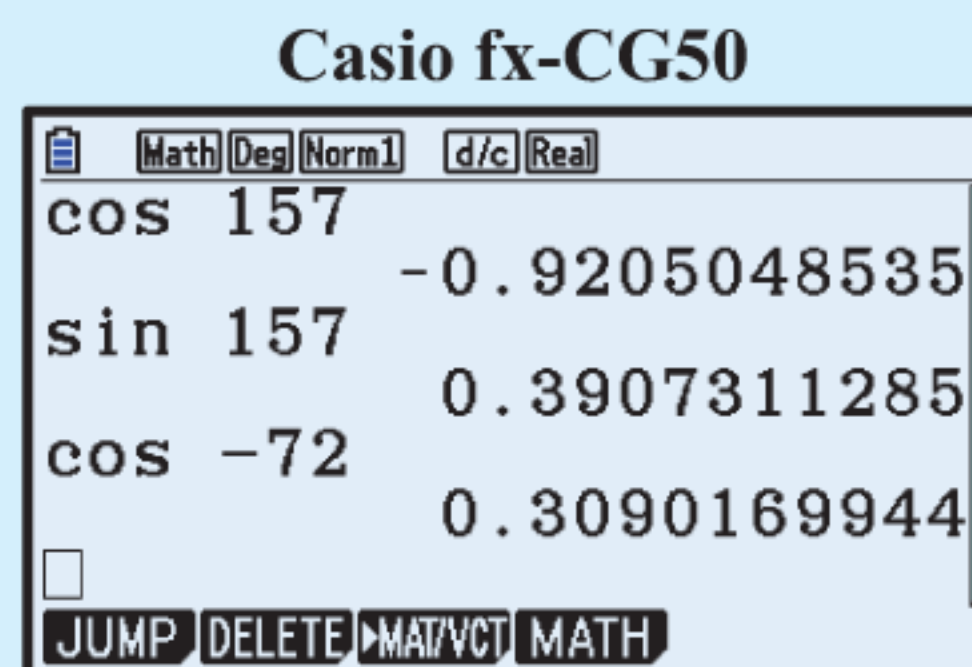 Casio fx-CG50
Math Deg Norm1 d/c Real
cos 157
-0.9205048535
sin 157
0.3907311285
cos -72
0.3090169944
JUMP DELETE ►MAT/VCT MATH